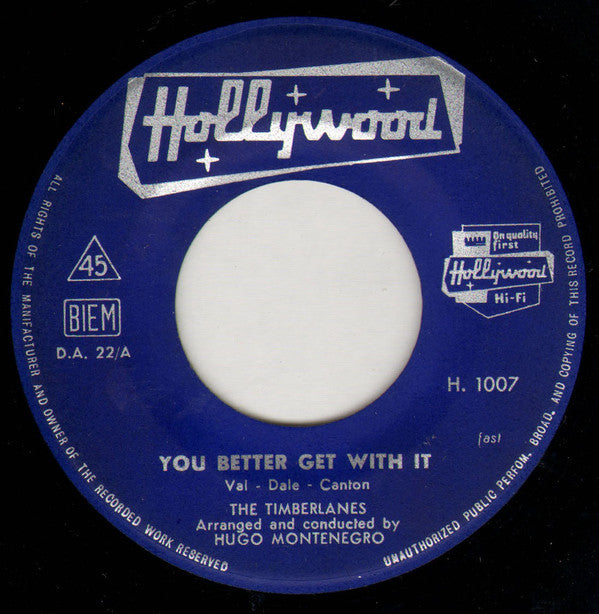 Hollywood
45
BIEM
D.A. 22/A
On quality
first
Hollywood
Hi-Fi
H. 1007
fast
YOU BETTER GET WITH IT
Val - Dale - Canton
THE TIMBERLANES
Arranged and conducted by
HUGO MONTENEGRO
ALL RIGHTS OF THE MANUFACTURER AND OWNER OF THE RECORDED WORK RESERVED
UNAUTHORIZED PUBLIC PERFOM. BROAD. AND COPYING OF THIS RECORD PROHIBITED